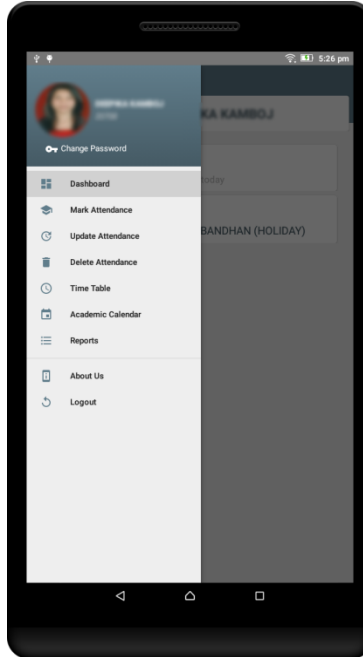 5:26 pm
KA KAMBOJ
Change Password
Dashboard
today
Mark Attendance
Update Attendance
BANDHAN (HOLIDAY)
Delete Attendance
Time Table
Academic Calendar
Reports
About Us
Logout